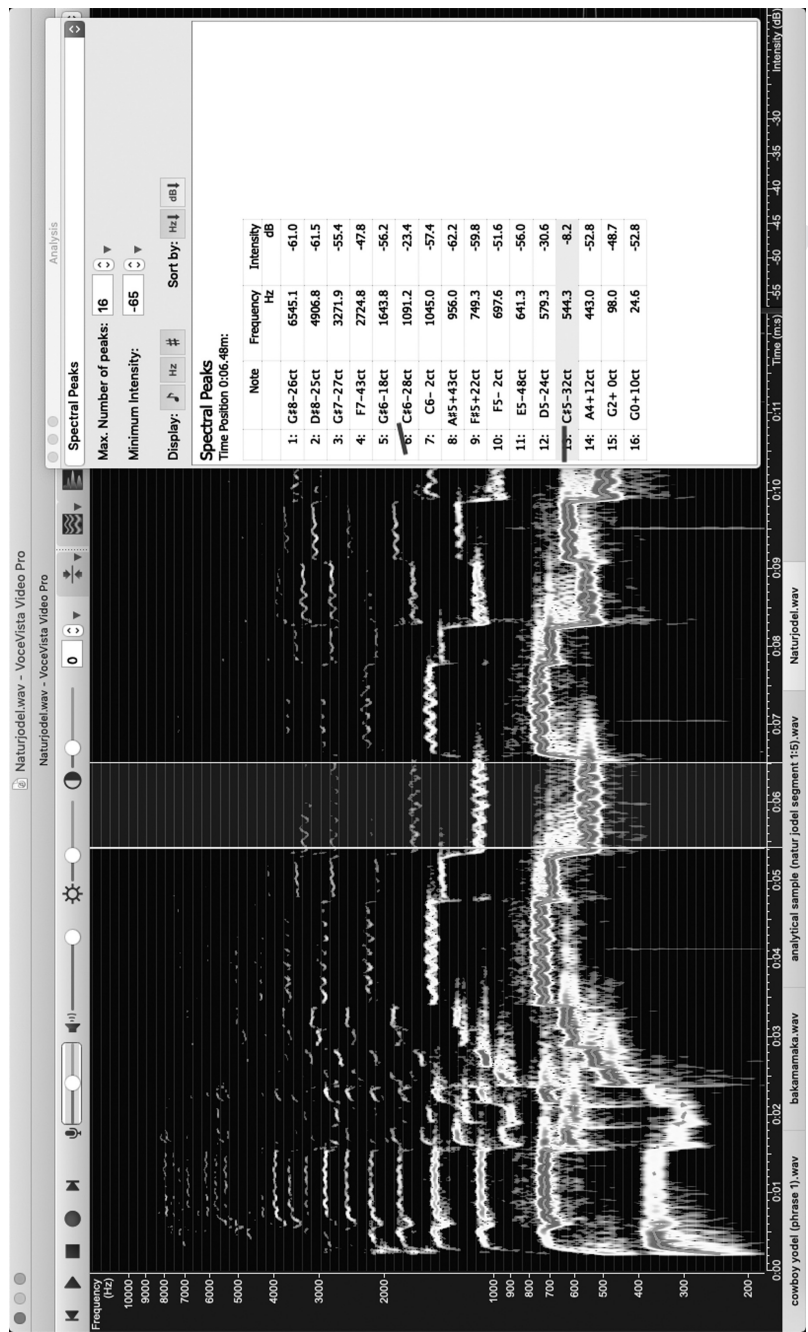 Naturjodel.wav - VoceVista Video Pro
Naturjodel.wav - VoceVista Video Pro
0
Analysis
Spectral Peaks
Max. Number of peaks: 16
Minimum Intensity: -65
Display: Hz # Sort by: Hz dB
Spectral Peaks
Time Position 0:06.48m:
Note Frequency Hz Intensity dB
1: G#8-26ct 6545.1 -61.0
2: D#8-25ct 4906.8 -61.5
3: G#7-27ct 3271.9 -55.4
4: F7-43ct 2724.8 -47.8
5: G#6-18ct 1643.8 -56.2
6: C#6-28ct 1091.2 -23.4
7: C6- 2ct 1045.0 -57.4
8: A#5+43ct 956.0 -62.2
9: F#5+22ct 749.3 -59.8
10: F5- 2ct 697.6 -51.6
11: E5-48ct 641.3 -56.0
12: D5-24ct 579.3 -30.6
13: C#5-32ct 544.3 -8.2
14: A4+12ct 443.0 -52.8
15: G2+ 0ct 98.0 -48.7
16: G0+10ct 24.6 -52.8
Frequency
(Hz)
10000
9000
8000
7000
6000
5000
4000
3000
2000
1000
900
800
700
600
500
400
300
200
0:00 0:01 0:02 0:03 0:04 0:05 0:06 0:07 0:08 0:09 0:10 0:11 Time (m:s)
-55 -50 -45 -40 -35 -30 Intensity (dB)
cowboy yodel (phrase 1).wav bakamamaka.wav analytical sample (natur jodel segment 1:5).wav Naturjodel.wav